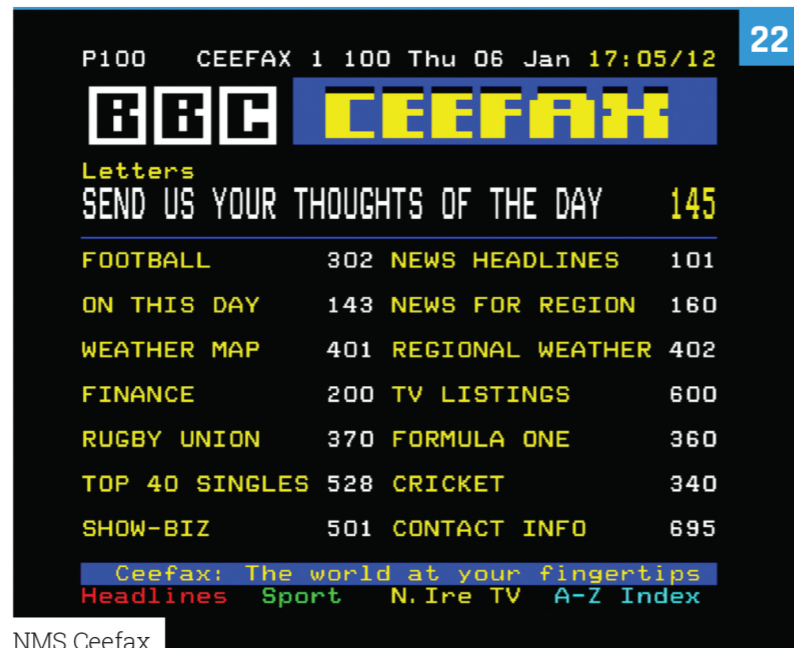 22
P100 CEEFAX 1 100 Thu 06 Jan 17:05/12
BBC CEEFAX
Letters
SEND US YOUR THOUGHTS OF THE DAY 145
FOOTBALL 302 NEWS HEADLINES 101
ON THIS DAY 143 NEWS FOR REGION 160
WEATHER MAP 401 REGIONAL WEATHER 402
FINANCE 200 TV LISTINGS 600
RUGBY UNION 370 FORMULA ONE 360
TOP 40 SINGLES 528 CRICKET 340
SHOW-BIZ 501 CONTACT INFO 695
Ceefax: The world at your fingertips
Headlines Sport N.Ire TV A-Z Index
NMS Ceefax